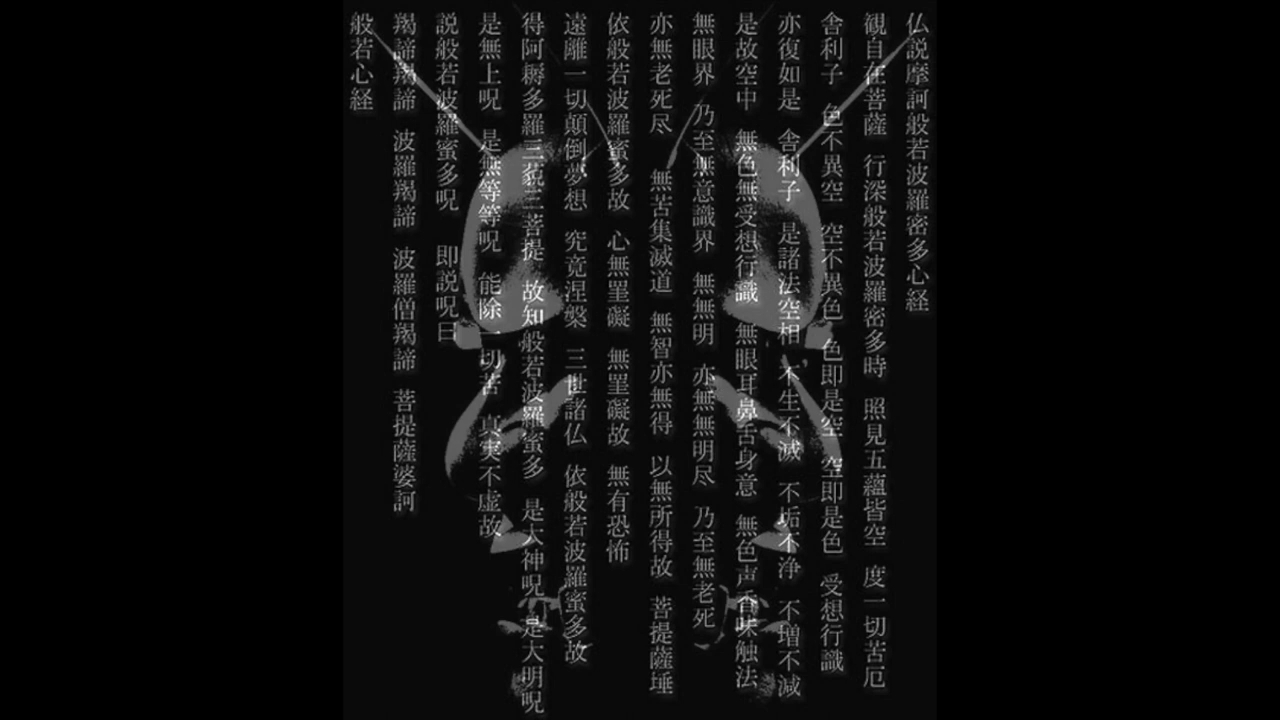 仏説摩訶般若波羅密多心経
観自在菩薩 行深般若波羅密多時 照見五蘊皆空 度一切苦厄
舎利子 色不異空 空不異色 色即是空 空即是色 受想行識
亦復如是 舎利子 是諸法空相 不生不滅 不垢不浄 不増不減
是故空中 無色無受想行識 無眼耳鼻舌身意 無色声香味触法
無眼界 乃至無意識界 無無明 亦無無明尽 乃至無老死
亦無老死尽 無苦集滅道 無智亦無得 以無所得故 菩提薩埵
依般若波羅蜜多故 心無罣礙 無罣礙故 無有恐怖
遠離一切顛倒夢想 究竟涅槃 三世諸仏 依般若波羅蜜多故
得阿耨多羅三藐三菩提 故知般若波羅蜜多 是大神呪 是大明呪
是無上呪 是無等等呪 能除一切苦 真実不虚故
説般若波羅蜜多呪 即説呪曰
羯諦羯諦 波羅羯諦 波羅僧羯諦 菩提薩婆訶
般若心経